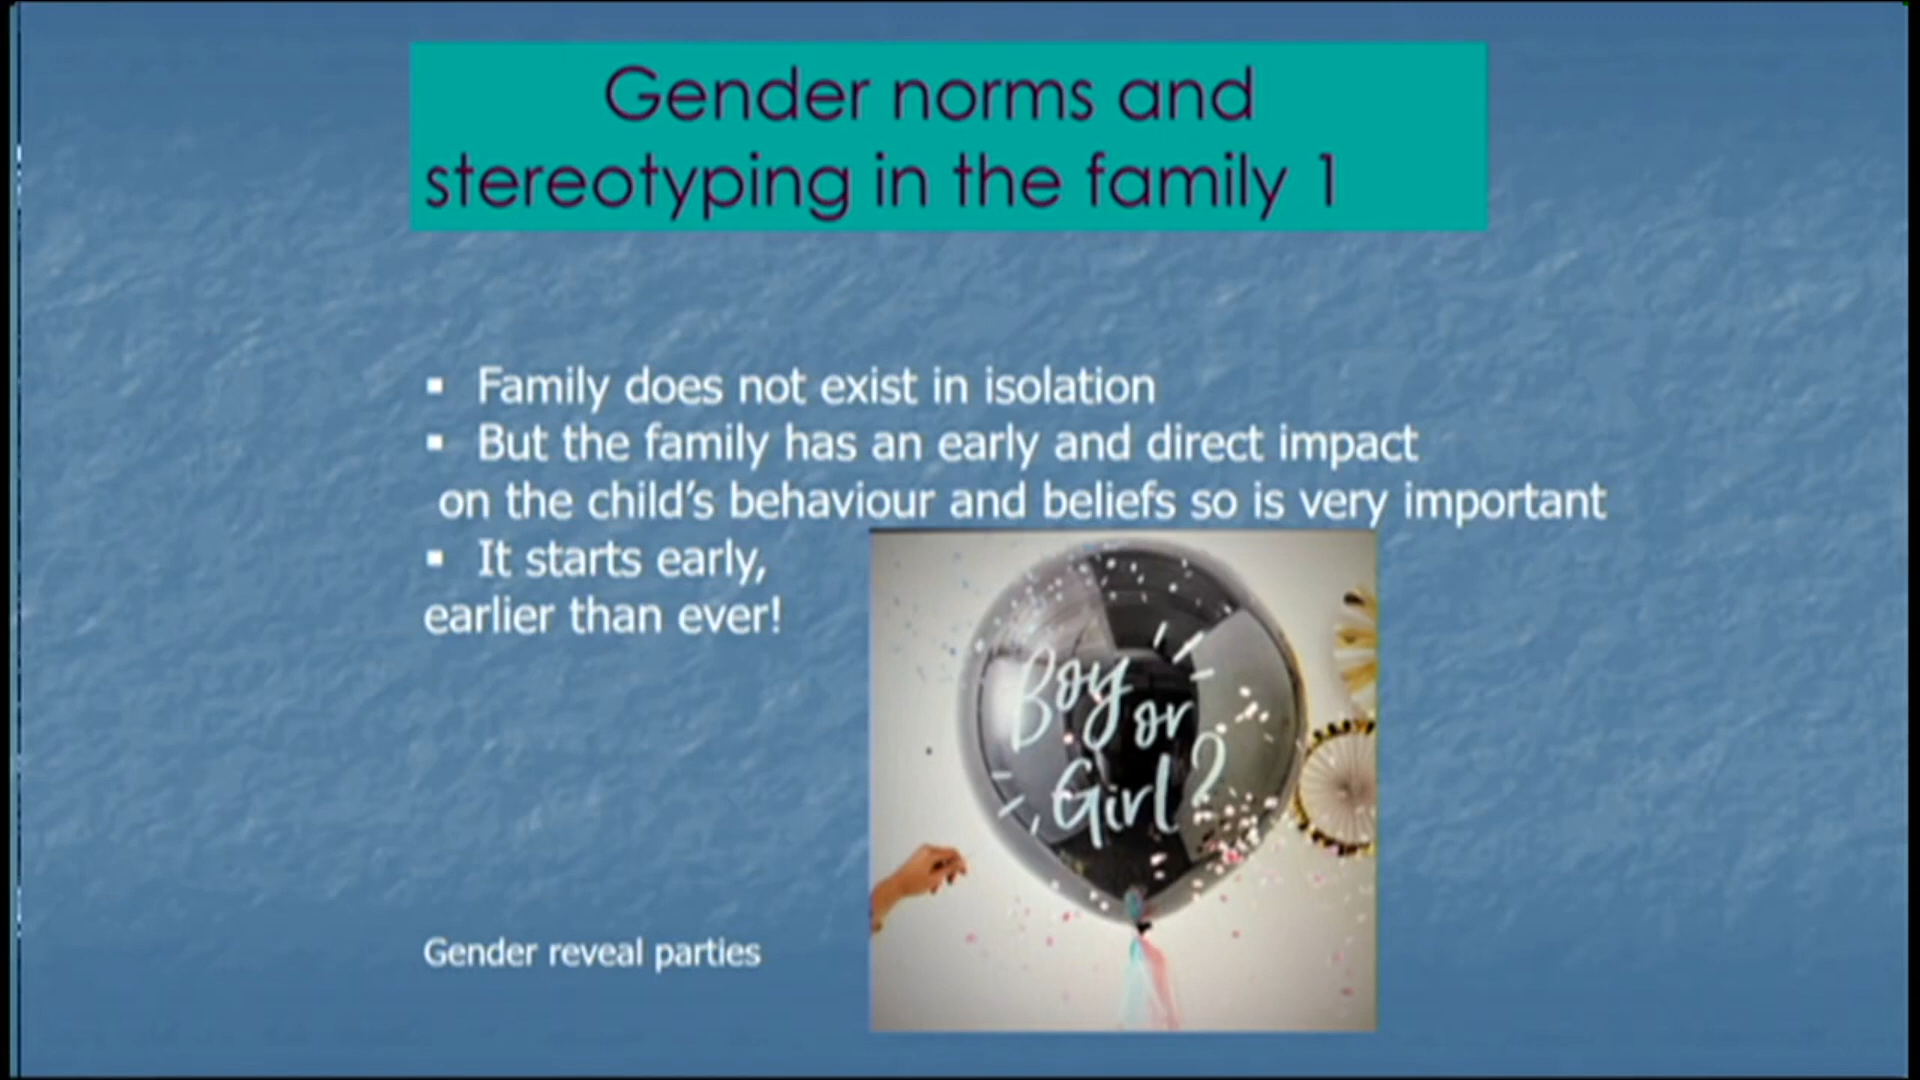 Gender norms and
stereotyping in the family 1
▪ Family does not exist in isolation
▪ But the family has an early and direct impact
on the child’s behaviour and beliefs so is very important
▪ It starts early,
earlier than ever!
Boy
or
Girl?
Gender reveal parties